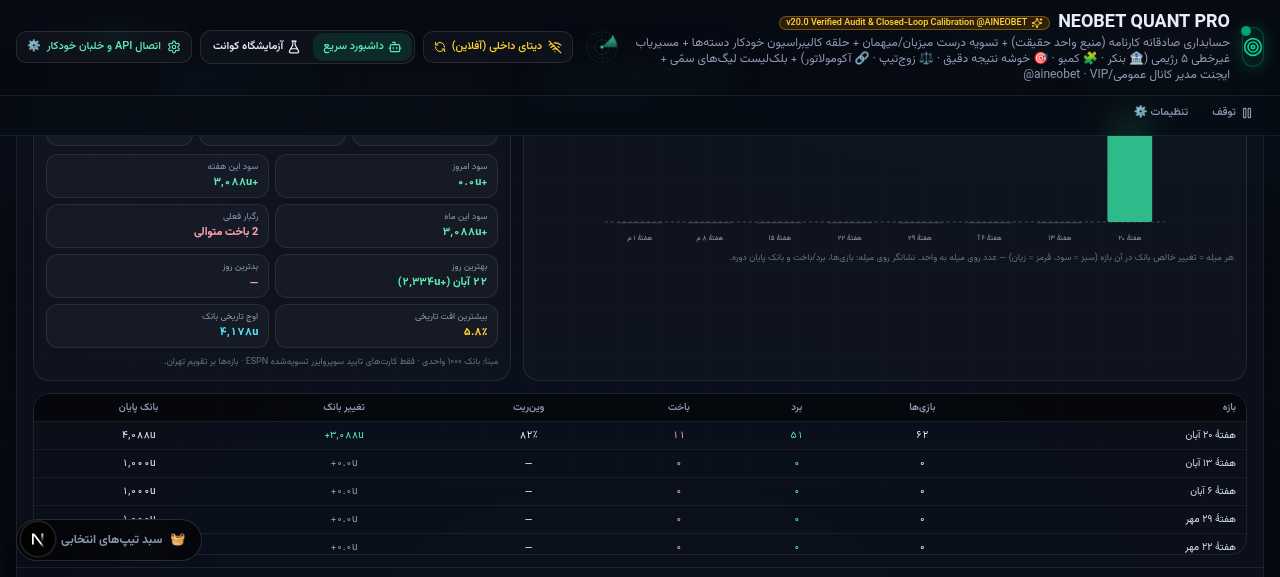 NEOBET QUANT PRO
v20.0 Verified Audit & Closed-Loop Calibration @AINEOBET
حسابداری صادقانه کارنامه (منبع واحد حقیقت) + تسویه درست میزبان/میهمان + حلقه کالیبراسیون خودکار دسته‌ها + مسیریاب
غیرخطی ۵ رژیمی (🏦 بنکر · 🧩 کمبو · 🎯 خوشه نتیجه دقیق · ⚖️ زوج‌تیپ · 🔗 آکومولاتور) + بلک‌لیست لیگ‌های سمّی +
ایجنت مدیر کانال عمومی/VIP · @aineobet
دیتای داخلی (آفلاین)
داشبورد سریع
آزمایشگاه کوانت
اتصال API و خلبان خودکار ⚙️
توقف
تنظیمات ⚙️
هفتهٔ ۲۰
هفتهٔ ۱۳
هفتهٔ ۶ آ
هفتهٔ ۲۹
هفتهٔ ۲۲
هفتهٔ ۱۵
هفتهٔ ۸ م
هفتهٔ ۱ م
هر میله = تغییر خالص بانک در آن بازه (سبز = سود، قرمز = زیان) — عدد روی میله به واحد. نشانگر روی میله: بازی‌ها، برد/باخت و بانک پایان دوره.
سود امروز
+۰.۰u
سود این هفته
+۳,۰۸۸u
سود این ماه
+۳,۰۸۸u
رگبار فعلی
2 باخت متوالی
بهترین روز
۲۲ آبان (+۲,۳۳۴u)
بدترین روز
—
بیشترین افت تاریخی
۵.۸٪
اوج تاریخی بانک
۴,۱۷۸u
مبنا: بانک ۱۰۰۰ واحدی · فقط کارت‌های تایید سوپروایزر تسویه‌شده ESPN · بازه‌ها بر تقویم تهران.
بازه بازی‌ها برد باخت وین‌ریت تغییر بانک بانک پایان
هفتهٔ ۲۰ آبان ۶۲ ۵۱ ۱۱ ۸۲٪ +۳,۰۸۸u ۴,۰۸۸u
هفتهٔ ۱۳ آبان ۰ ۰ ۰ — +۰.۰u ۱,۰۰۰u
هفتهٔ ۶ آبان ۰ ۰ ۰ — +۰.۰u ۱,۰۰۰u
هفتهٔ ۲۹ مهر ۰ ۰ ۰ — +۰.۰u
هفتهٔ ۲۲ مهر ۰ ۰ ۰ — +۰.۰u
🧺 سبد تیپ‌های انتخابی
N